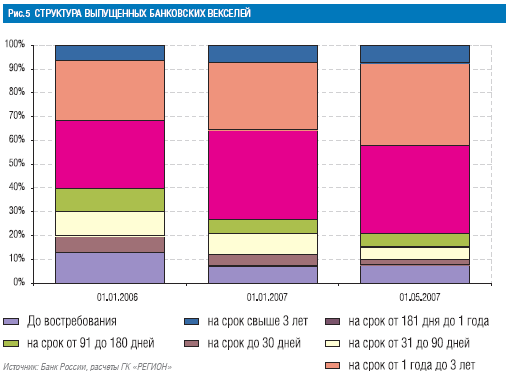 Рис.5 СТРУКТУРА ВЫПУЩЕННЫХ БАНКОВСКИХ ВЕКСЕЛЕЙ
100%
90%
80%
70%
60%
50%
40%
30%
20%
10%
0%
01.01.2006 01.01.2007 01.05.2007
До востребования на срок свыше 3 лет на срок от 181 дня до 1 года
на срок от 91 до 180 дней на срок до 30 дней на срок от 31 до 90 дней
на срок от 1 года до 3 лет
Источник: Банк России, расчеты ГК «РЕГИОН»